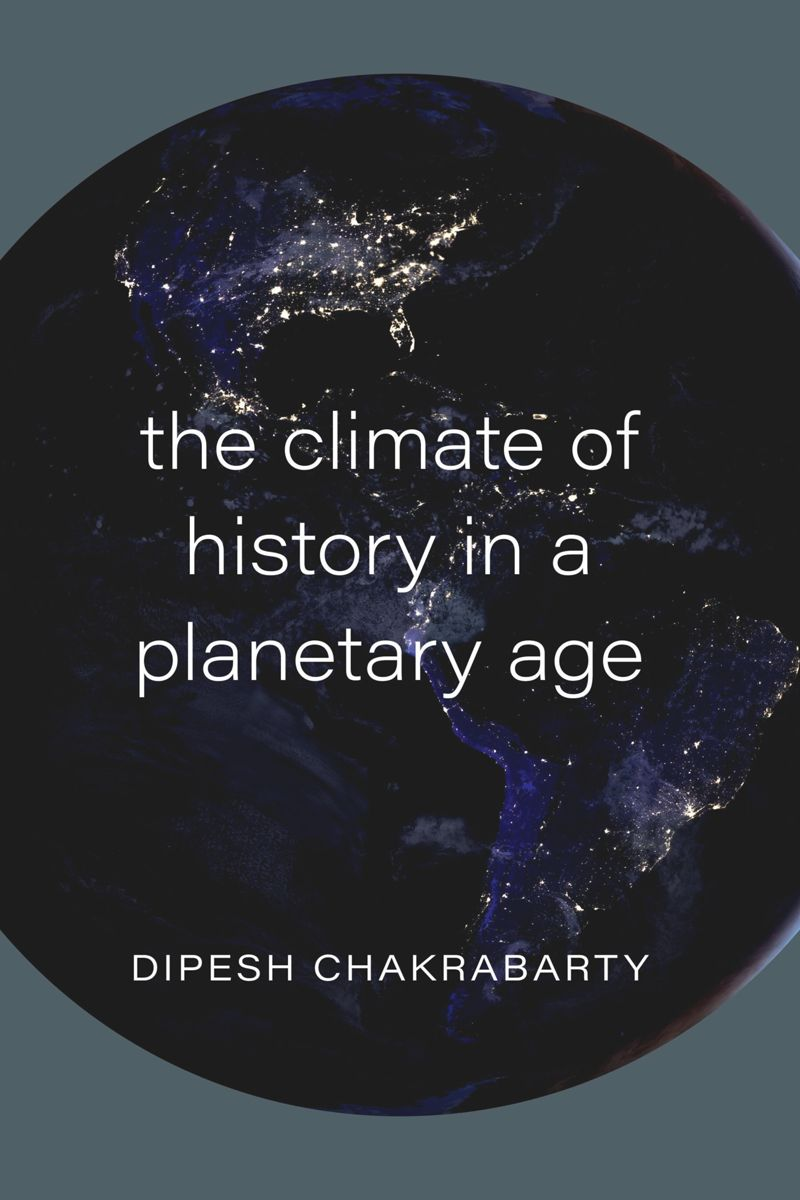 the climate of
history in a
planetary age
DIPESH CHAKRABARTY